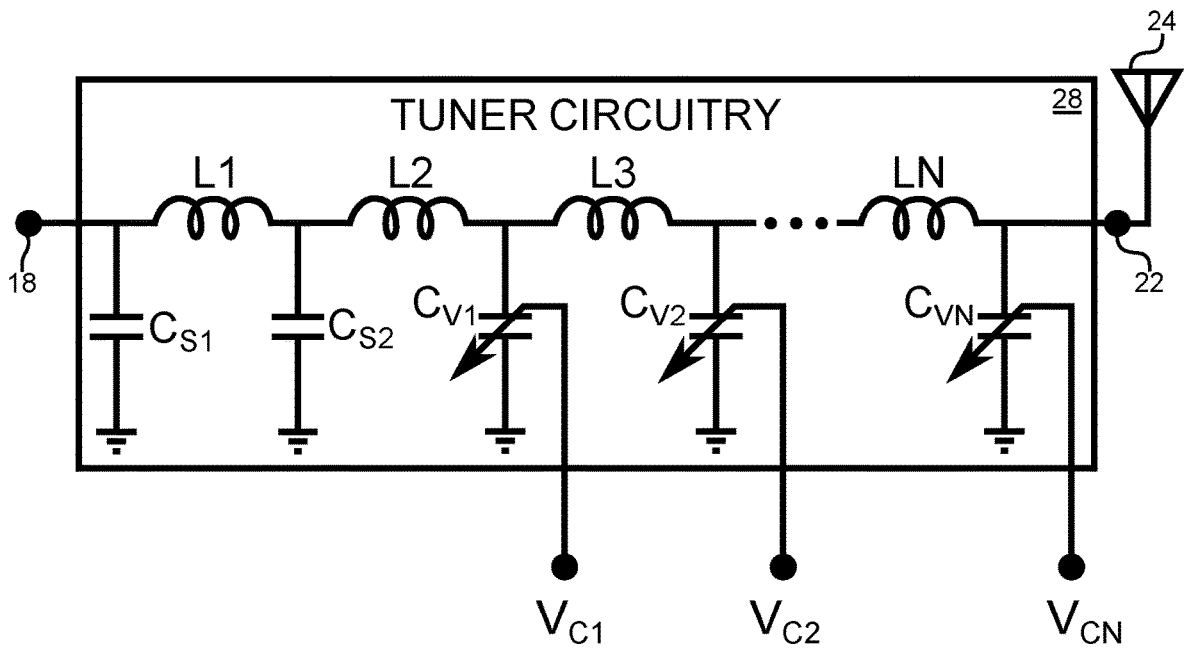 24
28
TUNER CIRCUITRY
L1 L2 L3 LN
18 22
CS1 CS2 CV1 CV2 CVN
VC1 VC2 VCN